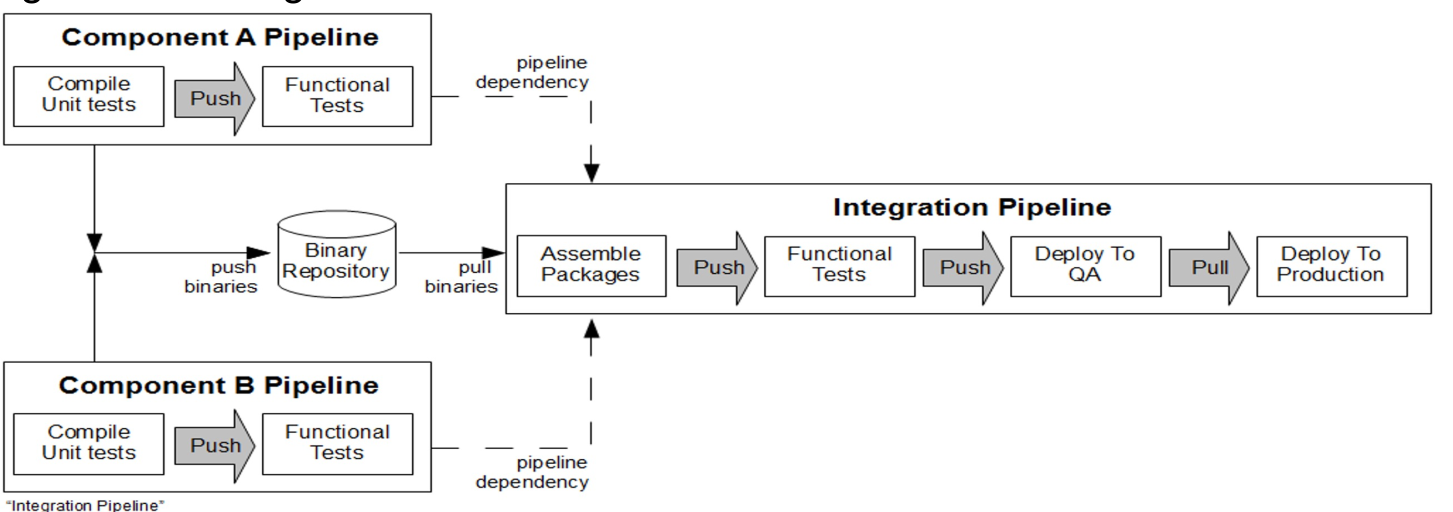 Component A Pipeline
Compile
Unit tests
Push
Functional
Tests
pipeline
dependency
push
binaries
Binary
Repository
pull
binaries
Integration Pipeline
Assemble
Packages
Push
Functional
Tests
Push
Deploy To
QA
Pull
Deploy To
Production
Component B Pipeline
Compile
Unit tests
Push
Functional
Tests
pipeline
dependency
“Integration Pipeline”